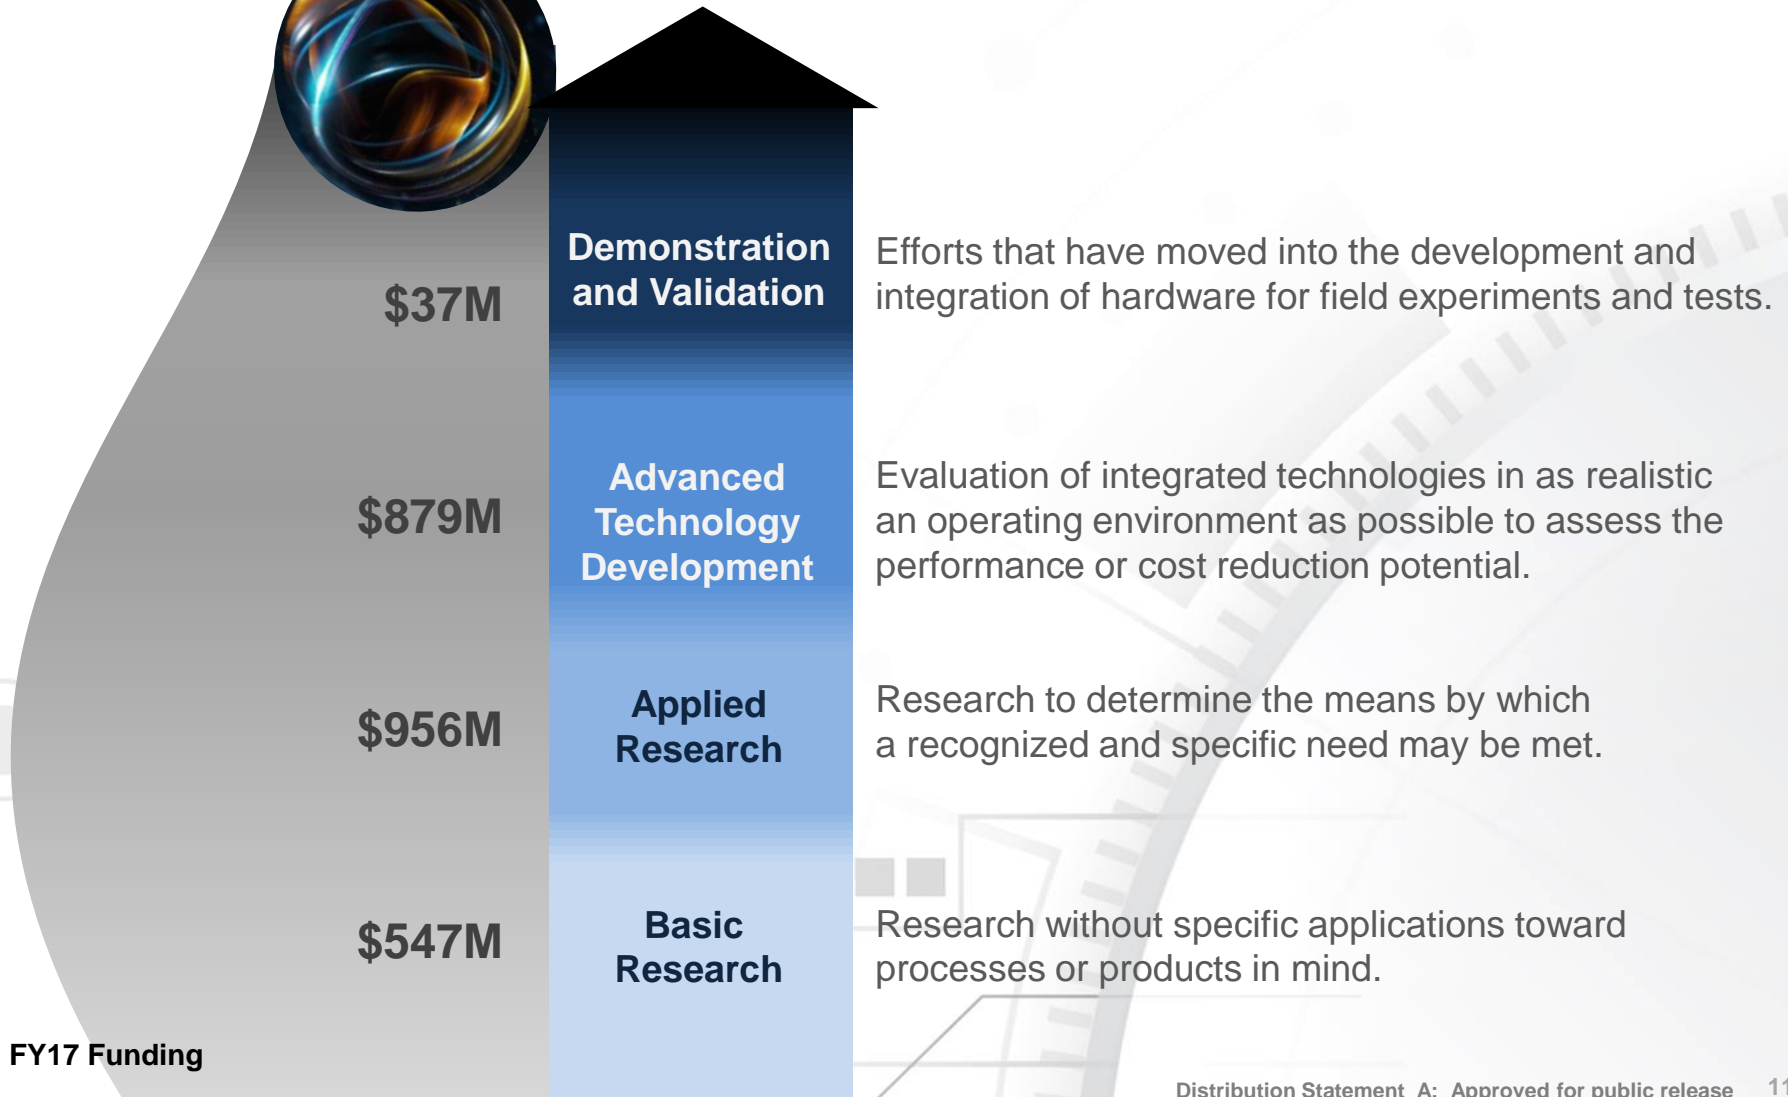 $37M
Demonstration
and Validation
Efforts that have moved into the development and
integration of hardware for field experiments and tests.
$879M
Advanced
Technology
Development
Evaluation of integrated technologies in as realistic
an operating environment as possible to assess the
performance or cost reduction potential.
$956M
Applied
Research
Research to determine the means by which
a recognized and specific need may be met.
$547M
Basic
Research
Research without specific applications toward
processes or products in mind.
FY17 Funding
Distribution Statement A: Approved for public release
11